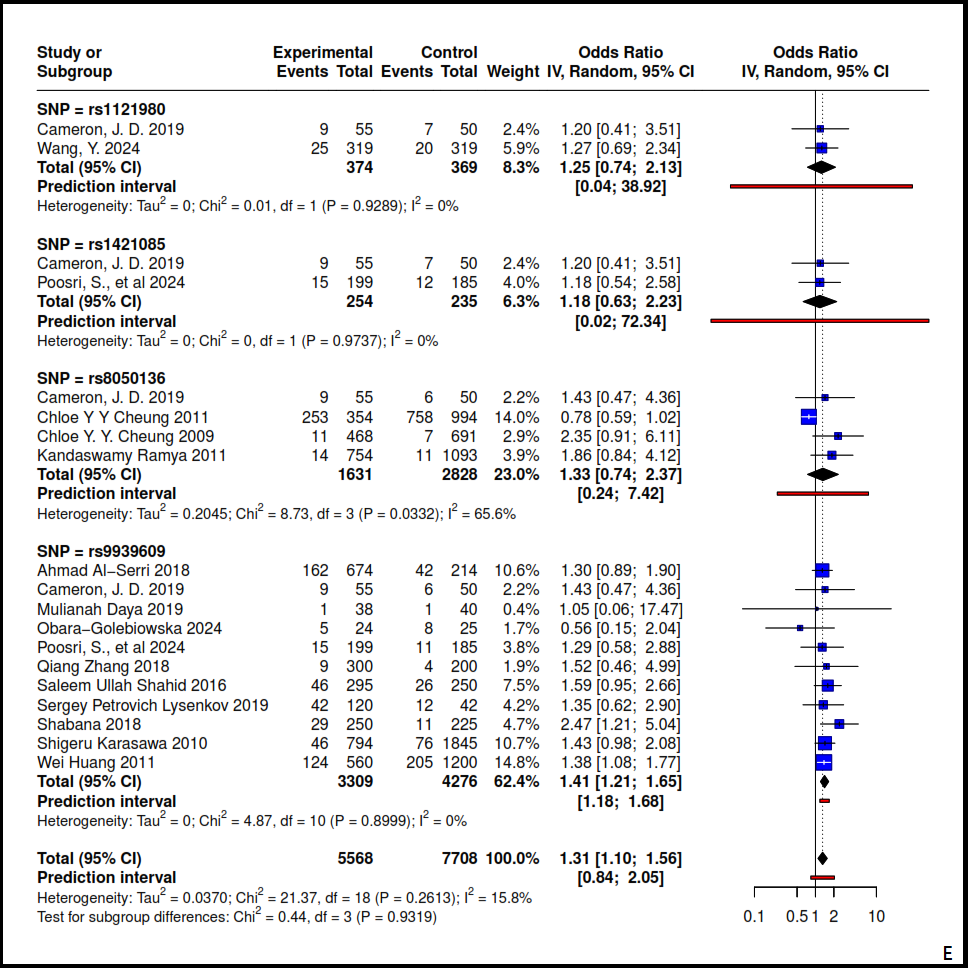 Study or Experimental Control Odds Ratio Odds Ratio
Subgroup Events Total Events Total Weight IV, Random, 95% CI IV, Random, 95% CI
SNP = rs1121980
Cameron, J. D. 2019 9 55 7 50 2.4% 1.20 [0.41; 3.51]
Wang, Y. 2024 25 319 20 319 5.9% 1.27 [0.69; 2.34]
Total (95% CI) 374 369 8.3% 1.25 [0.74; 2.13]
Prediction interval [0.04; 38.92]
Heterogeneity: Tau² = 0; Chi² = 0.01, df = 1 (P = 0.9289); I² = 0%
SNP = rs1421085
Cameron, J. D. 2019 9 55 7 50 2.4% 1.20 [0.41; 3.51]
Poosri, S., et al 2024 15 199 12 185 4.0% 1.18 [0.54; 2.58]
Total (95% CI) 254 235 6.3% 1.18 [0.63; 2.23]
Prediction interval [0.02; 72.34]
Heterogeneity: Tau² = 0; Chi² = 0, df = 1 (P = 0.9737); I² = 0%
SNP = rs8050136
Cameron, J. D. 2019 9 55 6 50 2.2% 1.43 [0.47; 4.36]
Chloe Y Y Cheung 2011 253 354 758 994 14.0% 0.78 [0.59; 1.02]
Chloe Y. Y. Cheung 2009 11 468 7 691 2.9% 2.35 [0.91; 6.11]
Kandaswamy Ramya 2011 14 754 11 1093 3.9% 1.86 [0.84; 4.12]
Total (95% CI) 1631 2828 23.0% 1.33 [0.74; 2.37]
Prediction interval [0.24; 7.42]
Heterogeneity: Tau² = 0.2045; Chi² = 8.73, df = 3 (P = 0.0332); I² = 65.6%
SNP = rs9939609
Ahmad Al−Serri 2018 162 674 42 214 10.6% 1.30 [0.89; 1.90]
Cameron, J. D. 2019 9 55 6 50 2.2% 1.43 [0.47; 4.36]
Mulianah Daya 2019 1 38 1 40 0.4% 1.05 [0.06; 17.47]
Obara−Golebiowska 2024 5 24 8 25 1.7% 0.56 [0.15; 2.04]
Poosri, S., et al 2024 15 199 11 185 4.0% 1.29 [0.58; 2.88]
Qiang Zhang 2018 9 300 4 200 1.9% 1.52 [0.46; 4.99]
Saleem Ullah Shahid 2016 46 295 26 250 7.5% 1.59 [0.95; 2.66]
Sergey Petrovich Lysenkov 2019 42 120 12 42 4.2% 1.35 [0.62; 2.90]
Shabana 2018 29 250 11 225 4.7% 2.47 [1.21; 5.04]
Shigeru Karasawa 2010 46 794 76 1845 10.7% 1.43 [0.98; 2.08]
Wei Huang 2011 124 560 205 1200 14.8% 1.38 [1.08; 1.77]
Total (95% CI) 3309 4276 62.4% 1.41 [1.21; 1.65]
Prediction interval [1.18; 1.68]
Heterogeneity: Tau² = 0; Chi² = 4.87, df = 10 (P = 0.8999); I² = 0%
Total (95% CI) 5568 7708 100.0% 1.31 [1.10; 1.56]
Prediction interval [0.84; 2.05]
Heterogeneity: Tau² = 0.0370; Chi² = 21.37, df = 18 (P = 0.2613); I² = 15.8%
Test for subgroup differences: Chi² = 0.44, df = 3 (P = 0.9319)
0.1 0.5 1 2 10
E